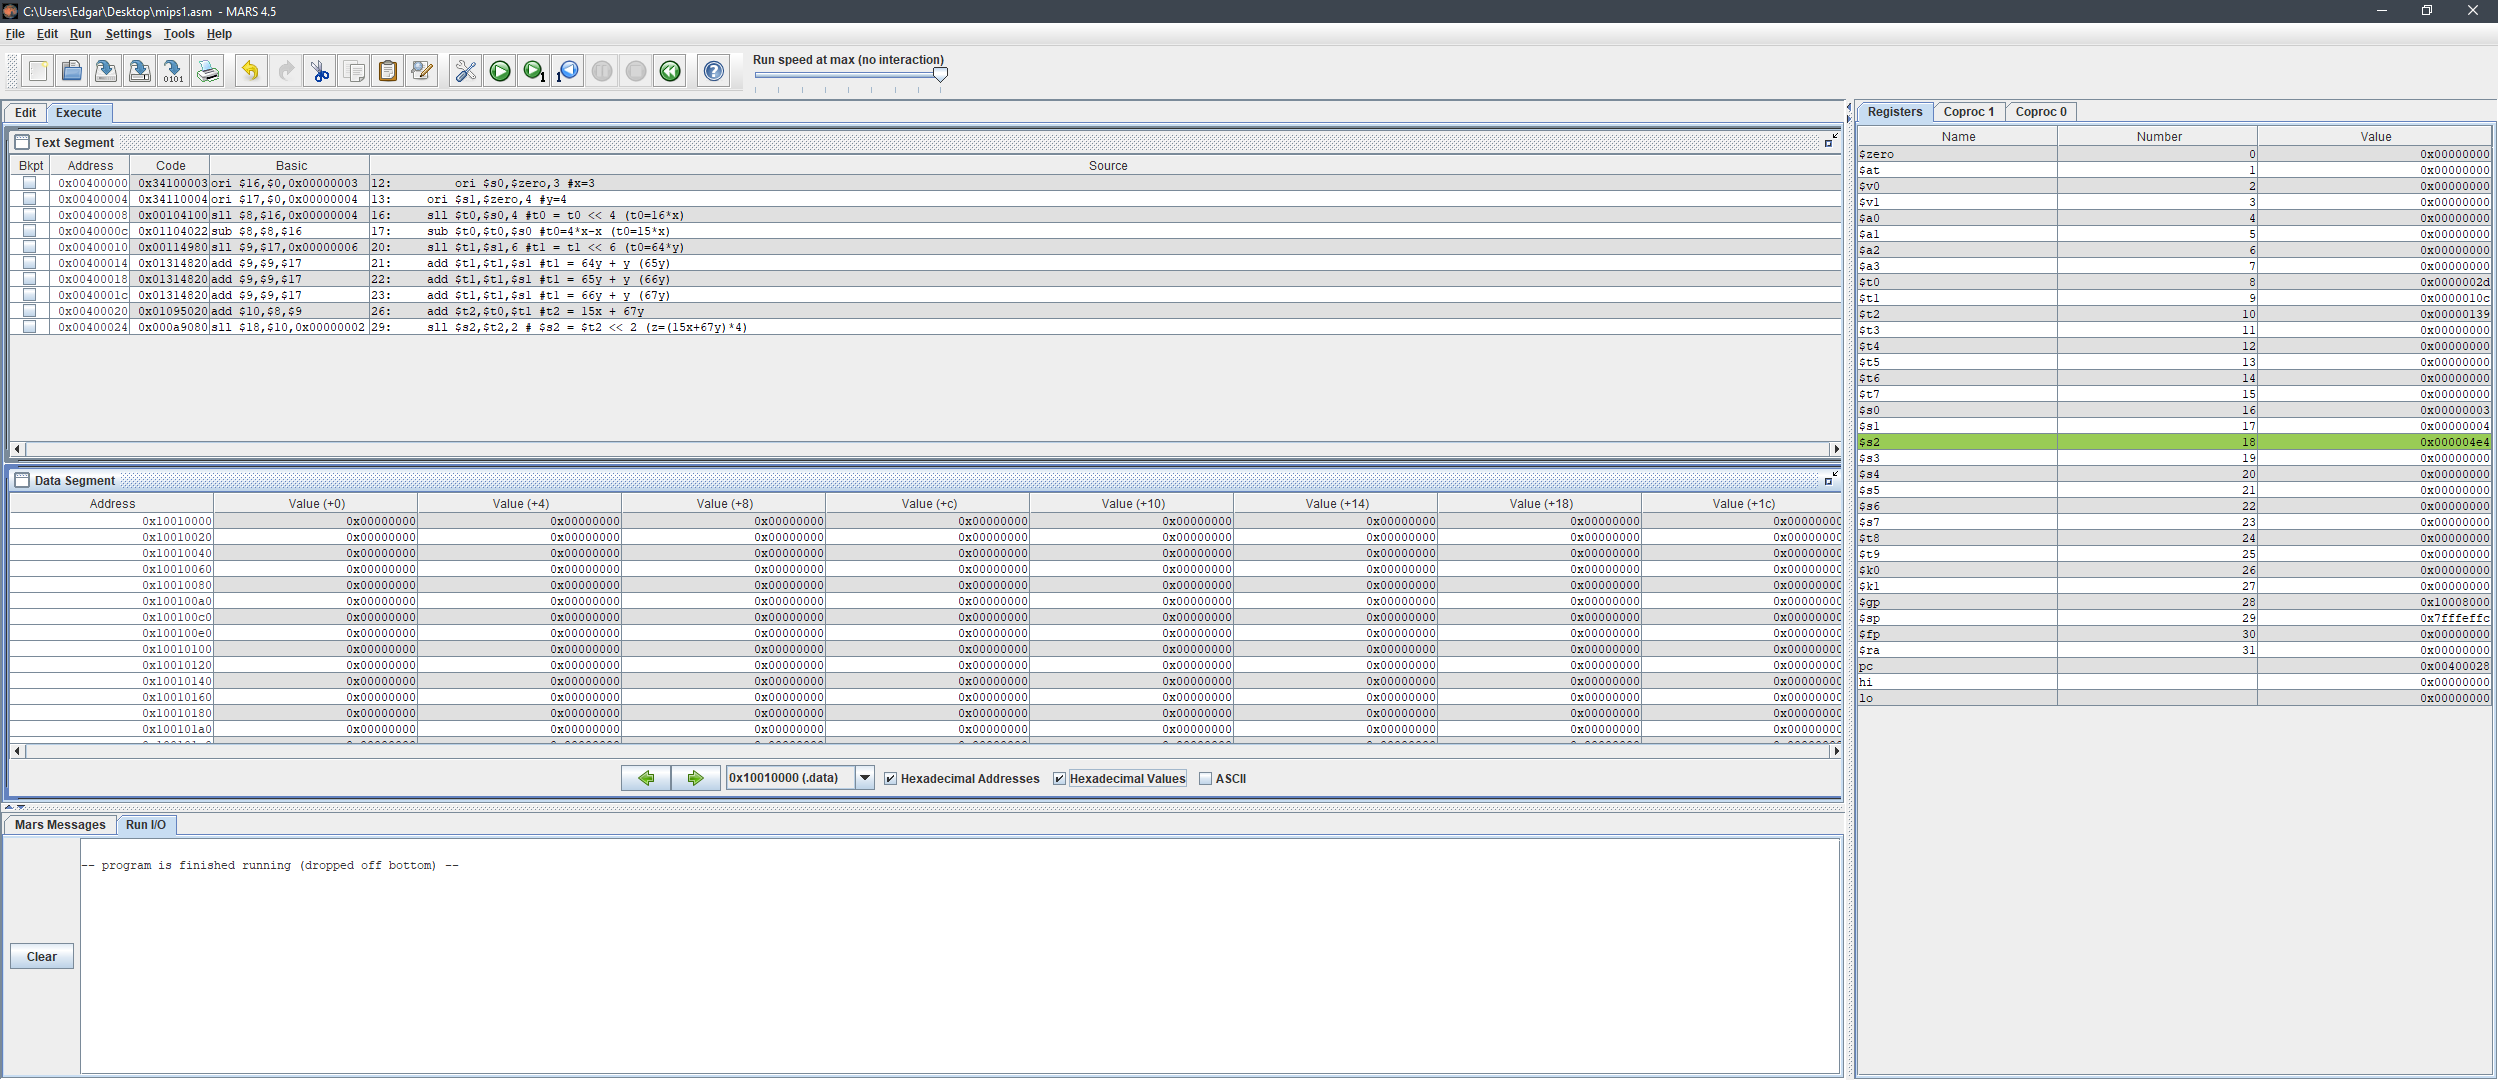 C:\Users\Edgar\Desktop\mips1.asm - MARS 4.5
File Edit Run Settings Tools Help
Run speed at max (no interaction)
Edit Execute
Text Segment
Bkpt Address Code Basic Source
0x00400000 0x34100003 ori $16,$0,0x00000003 12: ori $s0,$zero,3 #x=3
0x00400004 0x34110004 ori $17,$0,0x00000004 13: ori $s1,$zero,4 #y=4
0x00400008 0x00104100 sll $8,$16,0x00000004 16: sll $t0,$s0,4 #t0 = t0 << 4 (t0=16*x)
0x0040000c 0x01104022 sub $8,$8,$16 17: sub $t0,$t0,$s0 #t0=4*x-x (t0=15*x)
0x00400010 0x00114980 sll $9,$17,0x00000006 20: sll $t1,$s1,6 #t1 = t1 << 6 (t0=64*y)
0x00400014 0x01314820 add $9,$9,$17 21: add $t1,$t1,$s1 #t1 = 64y + y (65y)
0x00400018 0x01314820 add $9,$9,$17 22: add $t1,$t1,$s1 #t1 = 65y + y (66y)
0x0040001c 0x01314820 add $9,$9,$17 23: add $t1,$t1,$s1 #t1 = 66y + y (67y)
0x00400020 0x01095020 add $10,$8,$9 26: add $t2,$t0,$t1 #t2 = 15x + 67y
0x00400024 0x000a9080 sll $18,$10,0x00000002 29: sll $s2,$t2,2 # $s2 = $t2 << 2 (z=(15x+67y)*4)
Data Segment
Address Value (+0) Value (+4) Value (+8) Value (+c) Value (+10) Value (+14) Value (+18) Value (+1c)
0x10010000 0x00000000 0x00000000 0x00000000 0x00000000 0x00000000 0x00000000 0x00000000 0x00000000
0x10010020 0x00000000 0x00000000 0x00000000 0x00000000 0x00000000 0x00000000 0x00000000 0x00000000
0x10010040 0x00000000 0x00000000 0x00000000 0x00000000 0x00000000 0x00000000 0x00000000 0x00000000
0x10010060 0x00000000 0x00000000 0x00000000 0x00000000 0x00000000 0x00000000 0x00000000 0x00000000
0x10010080 0x00000000 0x00000000 0x00000000 0x00000000 0x00000000 0x00000000 0x00000000 0x00000000
0x100100a0 0x00000000 0x00000000 0x00000000 0x00000000 0x00000000 0x00000000 0x00000000 0x00000000
0x100100c0 0x00000000 0x00000000 0x00000000 0x00000000 0x00000000 0x00000000 0x00000000 0x00000000
0x100100e0 0x00000000 0x00000000 0x00000000 0x00000000 0x00000000 0x00000000 0x00000000 0x00000000
0x10010100 0x00000000 0x00000000 0x00000000 0x00000000 0x00000000 0x00000000 0x00000000 0x00000000
0x10010120 0x00000000 0x00000000 0x00000000 0x00000000 0x00000000 0x00000000 0x00000000 0x00000000
0x10010140 0x00000000 0x00000000 0x00000000 0x00000000 0x00000000 0x00000000 0x00000000 0x00000000
0x10010160 0x00000000 0x00000000 0x00000000 0x00000000 0x00000000 0x00000000 0x00000000 0x00000000
0x10010180 0x00000000 0x00000000 0x00000000 0x00000000 0x00000000 0x00000000 0x00000000 0x00000000
0x100101a0 0x00000000 0x00000000 0x00000000 0x00000000 0x00000000 0x00000000 0x00000000 0x00000000
0x10010000 (.data) Hexadecimal Addresses Hexadecimal Values ASCII
Mars Messages Run I/O
-- program is finished running (dropped off bottom) --
Clear
Registers Coproc 1 Coproc 0
Name Number Value
$zero 0 0x00000000
$at 1 0x00000000
$v0 2 0x00000000
$v1 3 0x00000000
$a0 4 0x00000000
$a1 5 0x00000000
$a2 6 0x00000000
$a3 7 0x00000000
$t0 8 0x0000002d
$t1 9 0x0000010c
$t2 10 0x00000139
$t3 11 0x00000000
$t4 12 0x00000000
$t5 13 0x00000000
$t6 14 0x00000000
$t7 15 0x00000000
$s0 16 0x00000003
$s1 17 0x00000004
$s2 18 0x000004e4
$s3 19 0x00000000
$s4 20 0x00000000
$s5 21 0x00000000
$s6 22 0x00000000
$s7 23 0x00000000
$t8 24 0x00000000
$t9 25 0x00000000
$k0 26 0x00000000
$k1 27 0x00000000
$gp 28 0x10008000
$sp 29 0x7fffeffc
$fp 30 0x00000000
$ra 31 0x00000000
pc 0x00400028
hi 0x00000000
lo 0x00000000